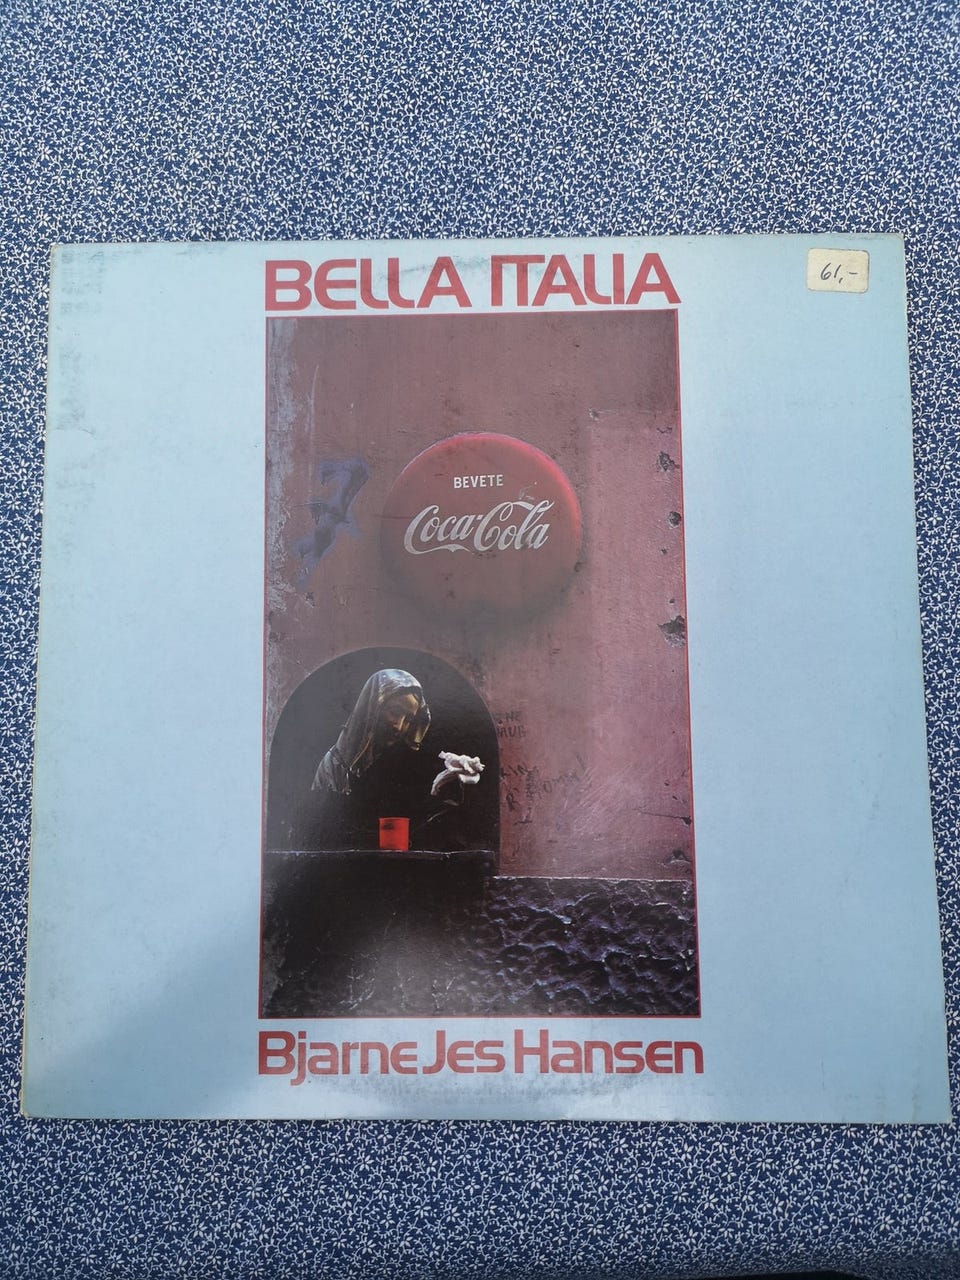 BELLA ITALIA
61,-
BEVETE
Coca-Cola
Bjarne Jes Hansen